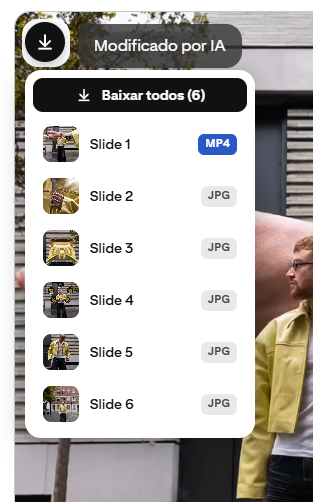 Modificado por IA
Baixar todos (6)
Slide 1 MP4
Slide 2 JPG
Slide 3 JPG
Slide 4 JPG
Slide 5 JPG
Slide 6 JPG